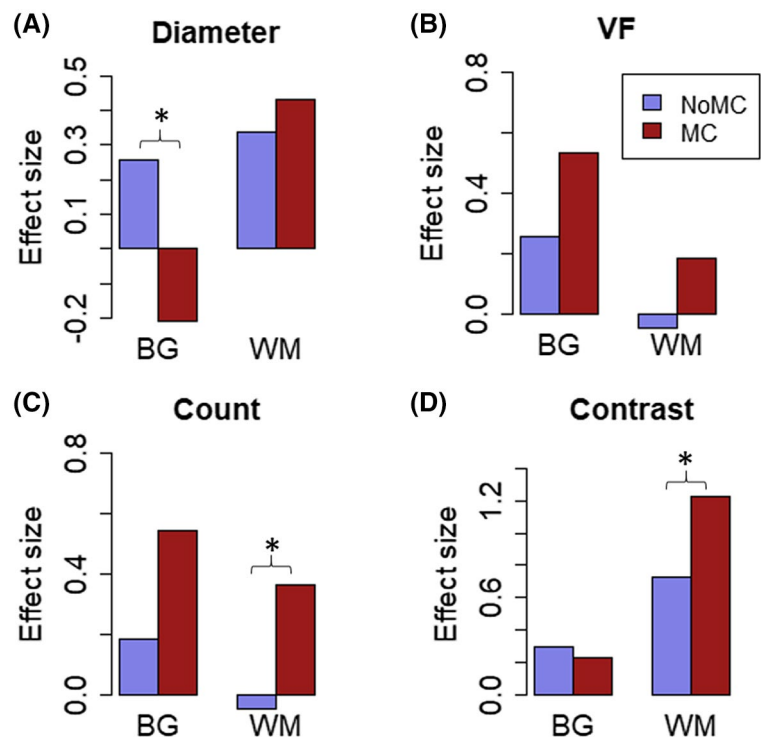 (A)
Diameter
Effect size
0.5
0.3
0.1
-0.2
*
BG
WM
(B)
VF
Effect size
0.8
0.4
0.0
NoMC
MC
BG
WM
(C)
Count
Effect size
0.8
0.4
0.0
*
BG
WM
(D)
Contrast
Effect size
1.2
0.6
0.0
*
BG
WM